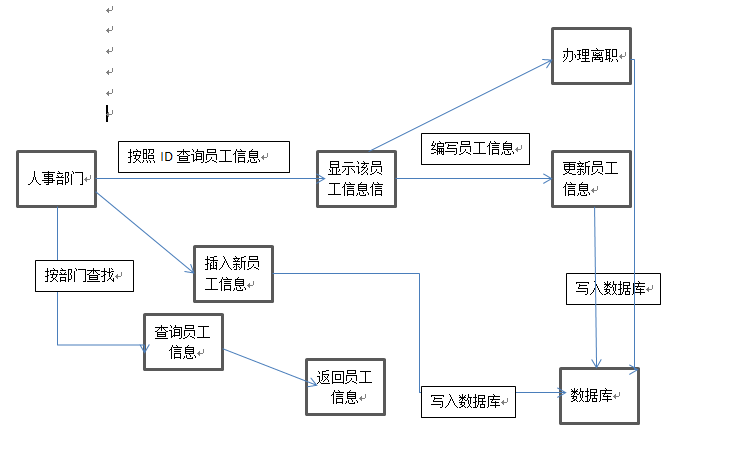 办理离职
按照 ID 查询员工信息
编写员工信息
人事部门
显示该员
工信息信
更新员工
信息
插入新员
工信息
按部门查找
写入数据库
查询员工
信息
返回员工
信息
写入数据库
数据库